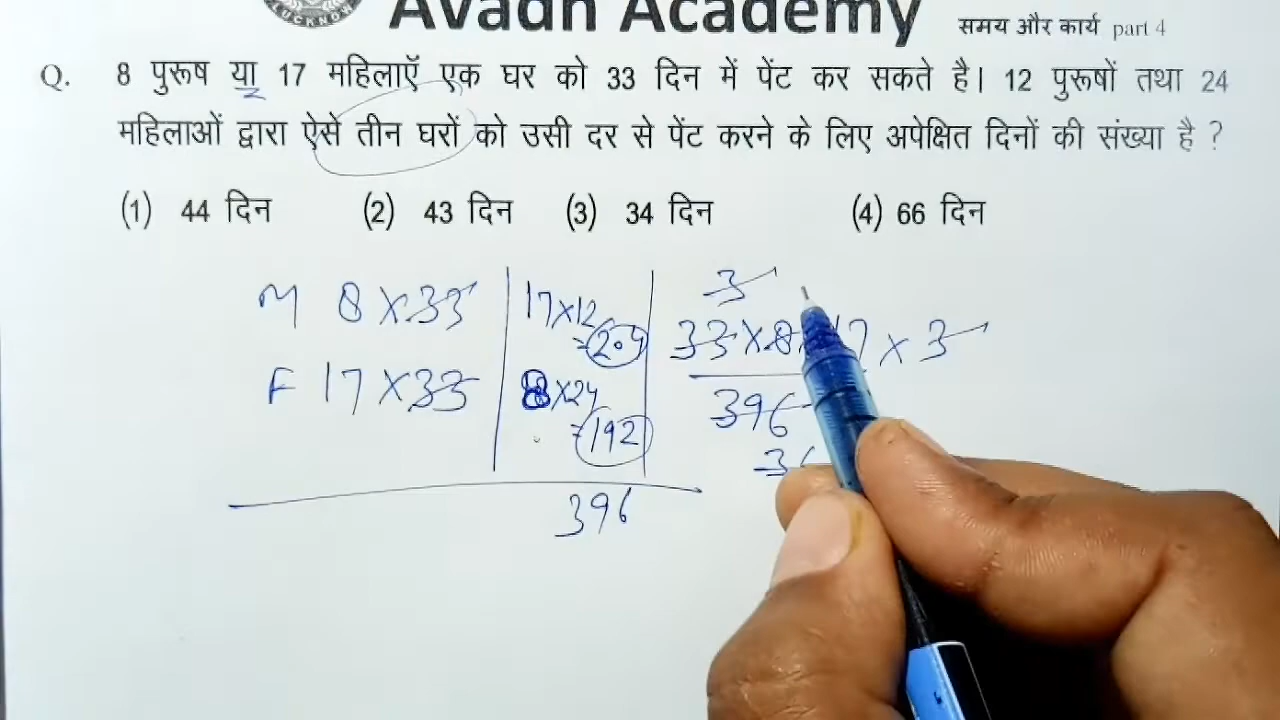 LUCKNOW
Avadh Academy
समय और कार्य part 4
Q. 8 पुरूष या 17 महिलाएँ एक घर को 33 दिन में पेंट कर सकते है। 12 पुरूषों तथा 24
महिलाओं द्वारा ऐसे तीन घरों को उसी दर से पेंट करने के लिए अपेक्षित दिनों की संख्या है ?
(1) 44 दिन (2) 43 दिन (3) 34 दिन (4) 66 दिन
M 8×33
F 17×33
17×12
=204
8×24
=192
396
3
33×8×17×3
396